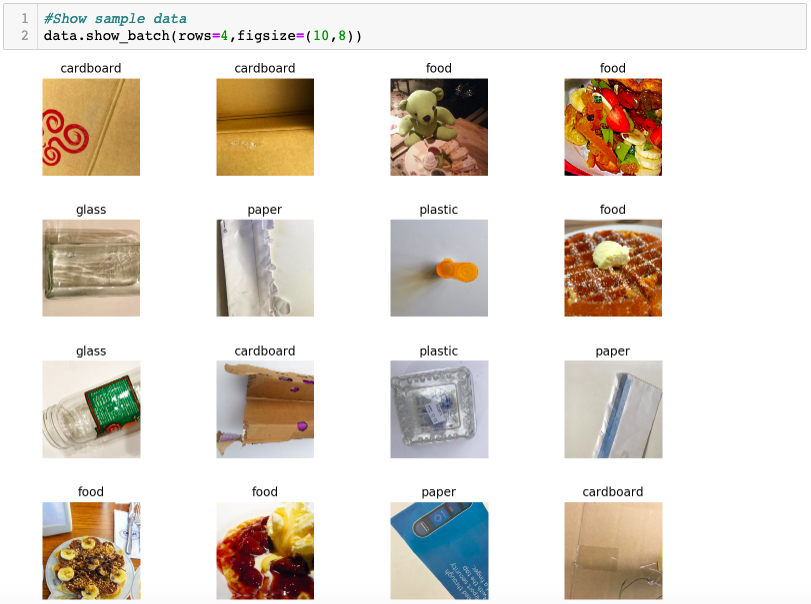 1 #Show sample data
2 data.show_batch(rows=4,figsize=(10,8))
cardboard cardboard food food
glass paper plastic food
glass cardboard plastic paper
food food paper cardboard